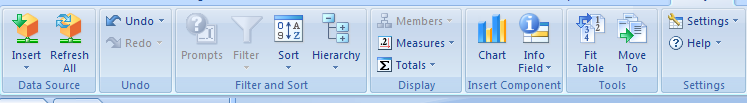 Insert
Refresh All
Data Source
Undo
Redo
Undo
Prompts
Filter
Sort
Hierarchy
Filter and Sort
Members
Measures
Totals
Display
Chart
Info Field
Insert Component
Fit Table
Move To
Tools
Settings
Help
Settings